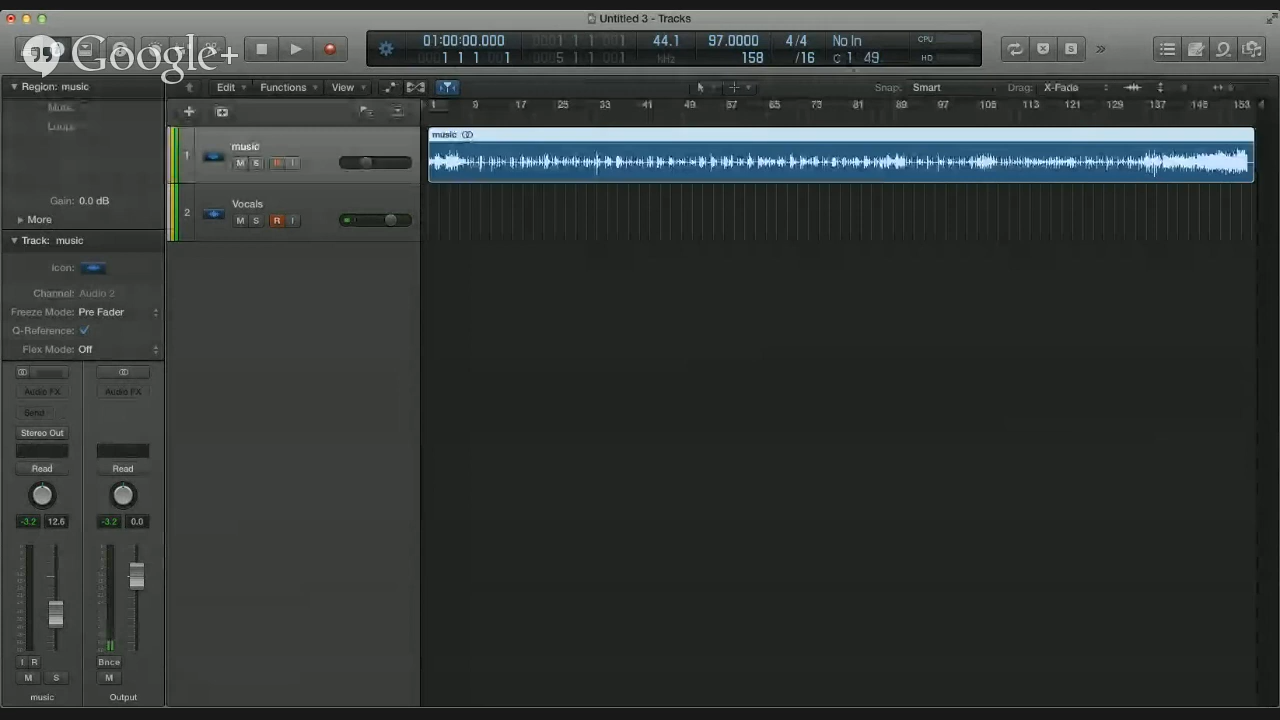 Untitled 3 - Tracks
Google+
01:00:00.000
1 1 1 1
44.1
kHz
97.0000
158
4/4
/16
No In
C 1 49
CPU
HD
Region: music
Edit
Functions
View
Snap: Smart
Drag: X-Fade
Mute:
Loop:
1 9 17 25 33 41 49 57 65 73 81 89 97 105 113 121 129 137 145 153
music
1
music
M S R I
Gain: 0.0 dB
More
2
Vocals
M S R I
Track: music
Icon:
Channel: Audio 2
Freeze Mode: Pre Fader
Q-Reference:
Flex Mode: Off
Audio FX
Audio FX
Send
Stereo Out
Read
Read
-3.2 12.6
-3.2 0.0
I R
Bnce
M S
M
music
Output